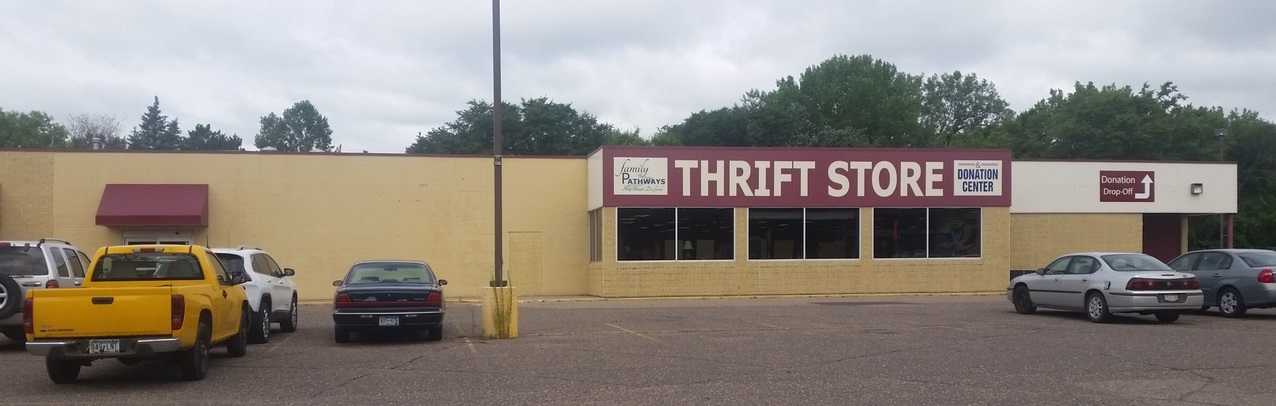 family
PATHWAYS
THRIFT STORE
&
DONATION
CENTER
Donation
Drop-Off